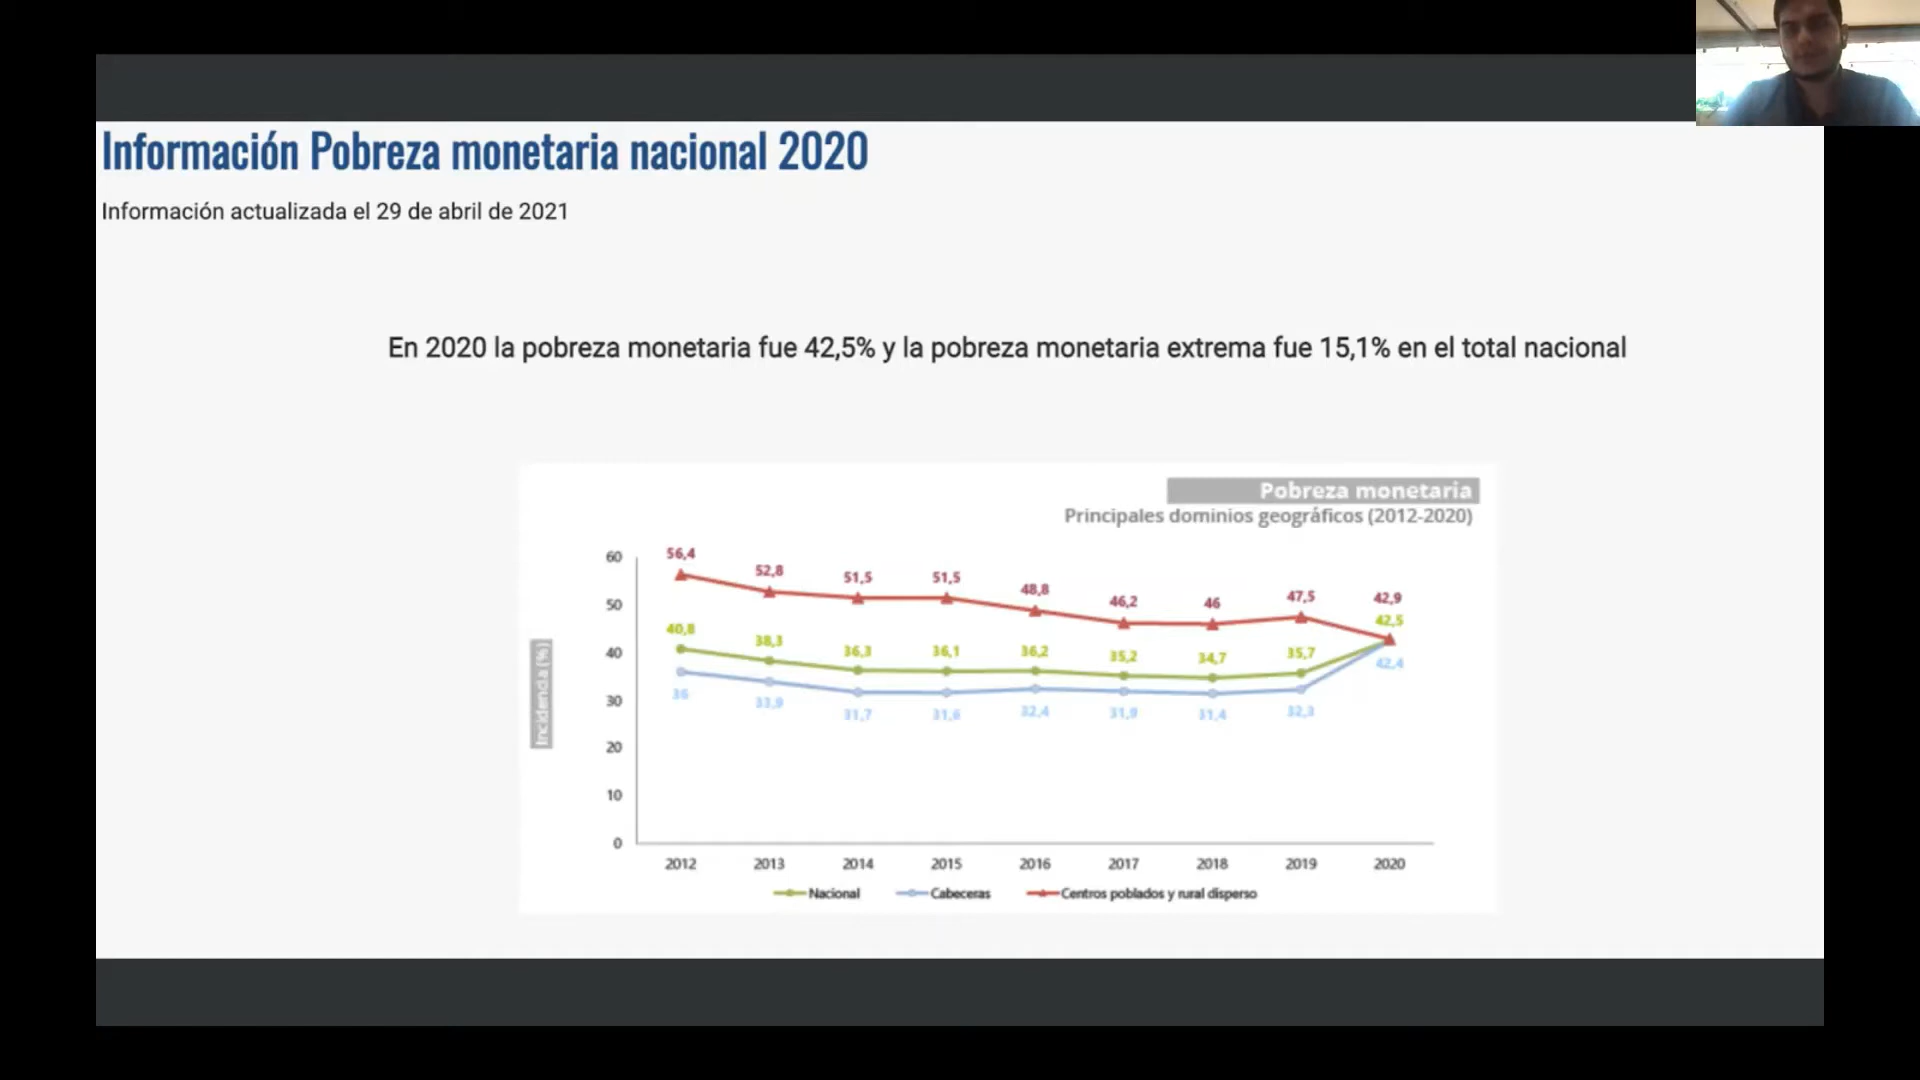 Información Pobreza monetaria nacional 2020
Información actualizada el 29 de abril de 2021
En 2020 la pobreza monetaria fue 42,5% y la pobreza monetaria extrema fue 15,1% en el total nacional
Pobreza monetaria
Principales dominios geográficos (2012-2020)
Incidencia (%)
60
50
40
30
20
10
0
56,4 52,8 51,5 51,5 48,8 46,2 46 47,5 42,9
40,8 38,3 36,3 36,1 36,2 35,2 34,7 35,7 42,5
36 33,9 31,7 31,6 32,4 31,9 31,4 32,3 42,4
2012 2013 2014 2015 2016 2017 2018 2019 2020
Nacional Cabeceras Centros poblados y rural disperso